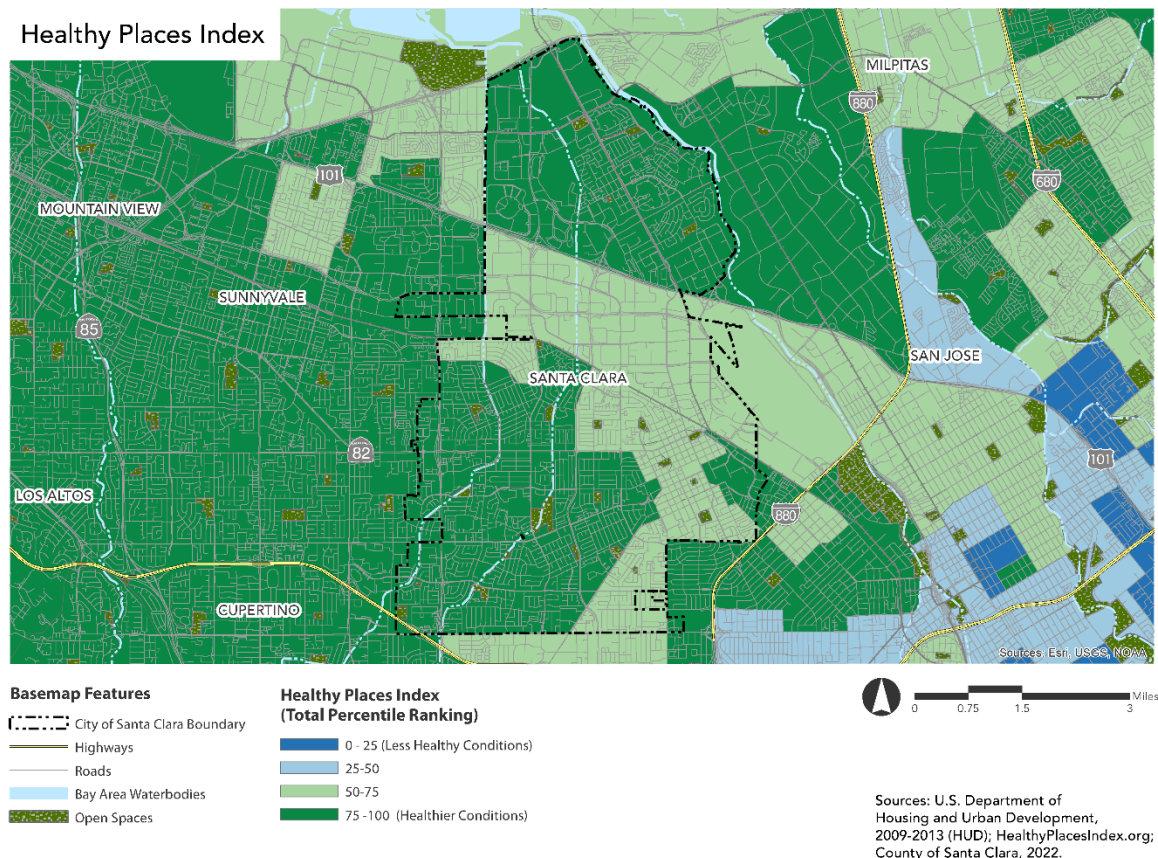 Healthy Places Index
MILPITAS
880
101
680
MOUNTAIN VIEW
SUNNYVALE
85
SAN JOSE
SANTA CLARA
82
101
LOS ALTOS
880
CUPERTINO
Sources: Esri, USGS, NOAA
Basemap Features
City of Santa Clara Boundary
Highways
Roads
Bay Area Waterbodies
Open Spaces
Healthy Places Index
(Total Percentile Ranking)
0 - 25 (Less Healthy Conditions)
25-50
50-75
75 -100 (Healthier Conditions)
Miles
0 0.75 1.5 3
Sources: U.S. Department of
Housing and Urban Development,
2009-2013 (HUD); HealthyPlacesIndex.org;
County of Santa Clara, 2022.